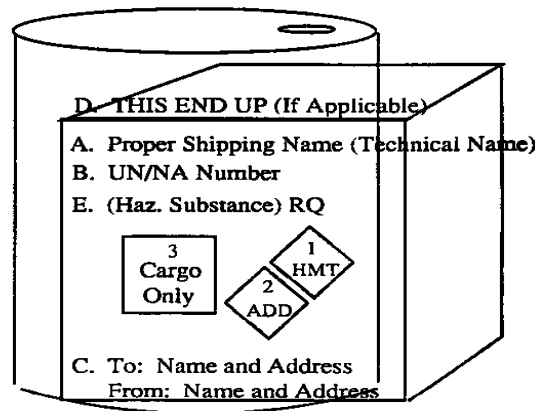 D. THIS END UP (If Applicable)
A. Proper Shipping Name (Technical Name)
B. UN/NA Number
E. (Haz. Substance) RQ
3
Cargo
Only
1
HMT
2
ADD
C. To: Name and Address
From: Name and Address